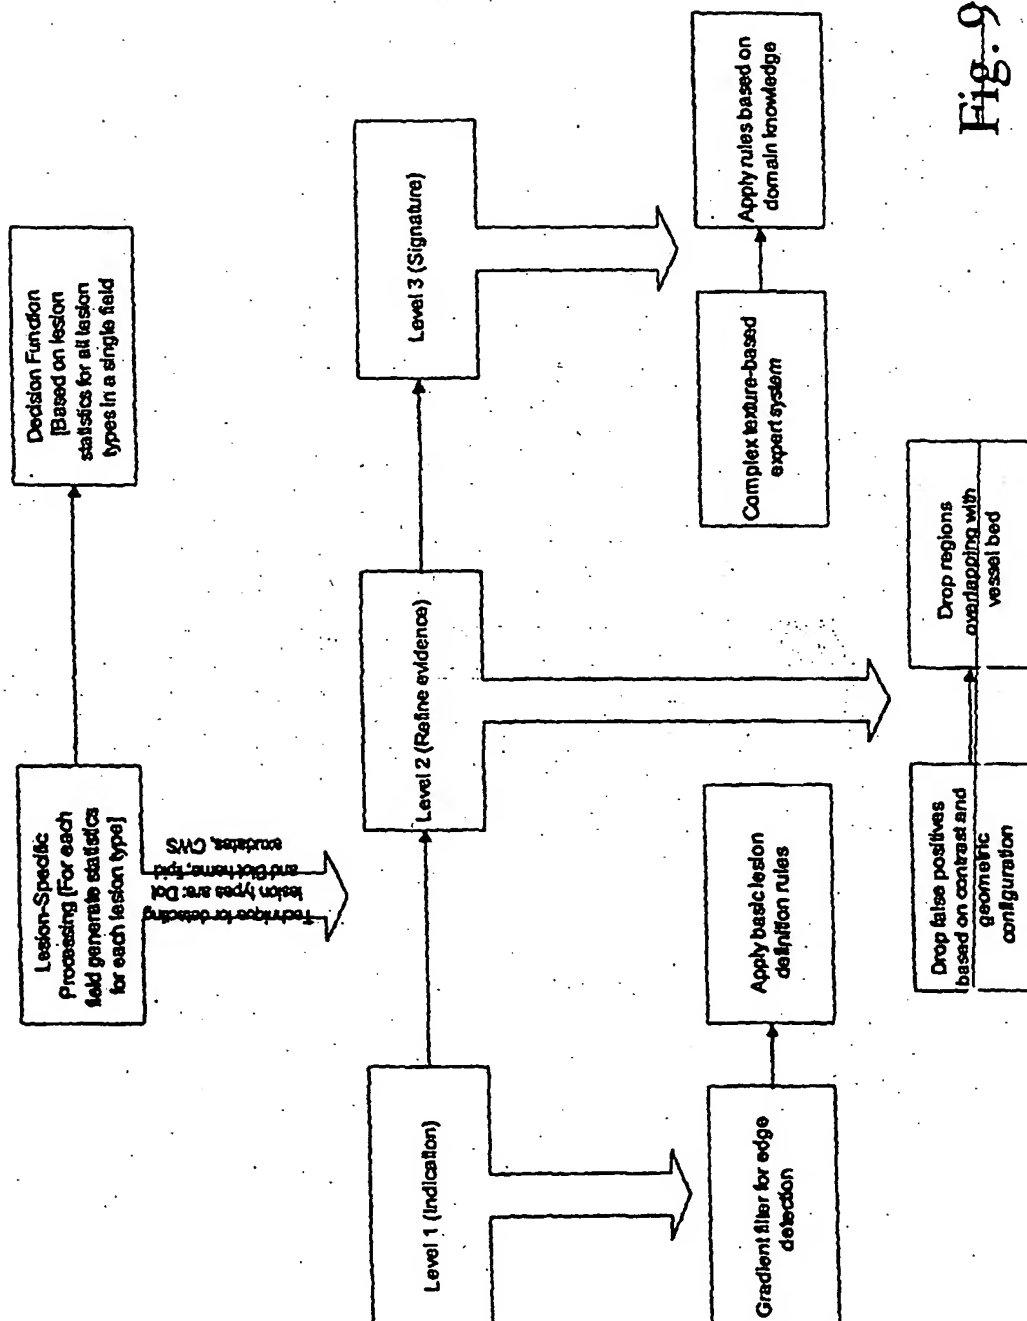 Lesion-Specific
Processing [For each
field generate statistics
for each lesion type]
Decision Function
[Based on lesion
statistics for all lesion
types in a single field
Technique for detecting
lesion types are: Dot
and Blot heme, lipid
exudates, CWS
Level 1 (Indication)
Level 2 (Refine evidence)
Level 3 (Signature)
Gradient filter for edge
detection
Apply basic lesion
definition rules
Complex texture-based
expert system
Apply rules based on
domain knowledge
Drop false positives
based on contrast and
geometric
configuration
Drop regions
overlapping with
vessel bed
Fig. 9